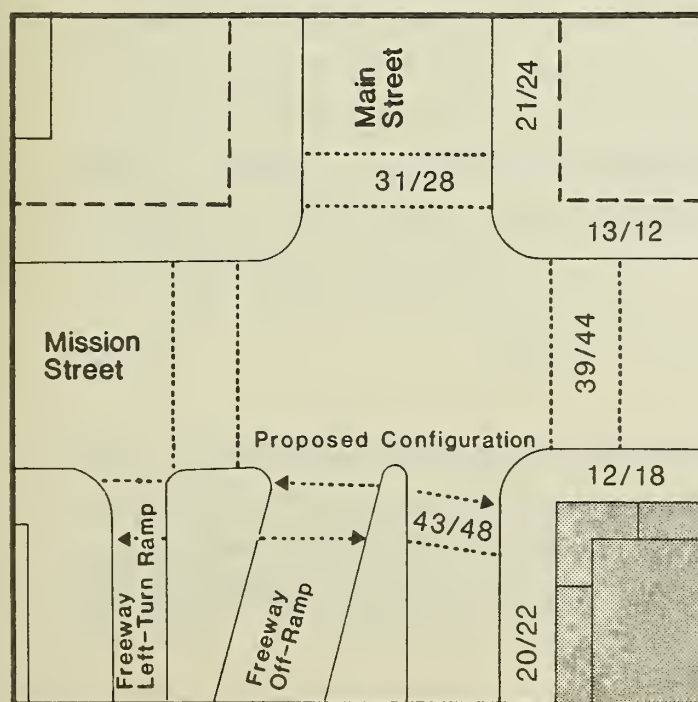 Main
Street
21/24
31/28
13/12
Mission
Street
39/44
Proposed Configuration
12/18
43/48
Freeway
Left-Turn Ramp
Freeway
Off-Ramp
20/22